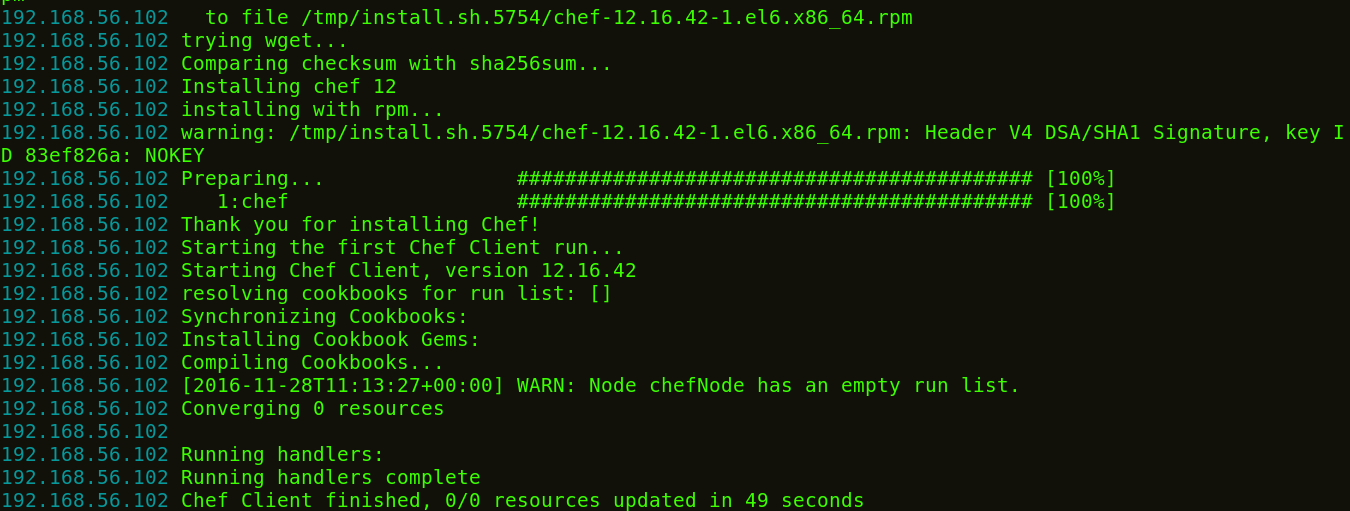 192.168.56.102   to file /tmp/install.sh.5754/chef-12.16.42-1.el6.x86_64.rpm
192.168.56.102 trying wget...
192.168.56.102 Comparing checksum with sha256sum...
192.168.56.102 Installing chef 12
192.168.56.102 installing with rpm...
192.168.56.102 warning: /tmp/install.sh.5754/chef-12.16.42-1.el6.x86_64.rpm: Header V4 DSA/SHA1 Signature, key I
D 83ef826a: NOKEY
192.168.56.102 Preparing...                ########################################### [100%]
192.168.56.102    1:chef                   ########################################### [100%]
192.168.56.102 Thank you for installing Chef!
192.168.56.102 Starting the first Chef Client run...
192.168.56.102 Starting Chef Client, version 12.16.42
192.168.56.102 resolving cookbooks for run list: []
192.168.56.102 Synchronizing Cookbooks:
192.168.56.102 Installing Cookbook Gems:
192.168.56.102 Compiling Cookbooks...
192.168.56.102 [2016-11-28T11:13:27+00:00] WARN: Node chefNode has an empty run list.
192.168.56.102 Converging 0 resources
192.168.56.102
192.168.56.102 Running handlers:
192.168.56.102 Running handlers complete
192.168.56.102 Chef Client finished, 0/0 resources updated in 49 seconds